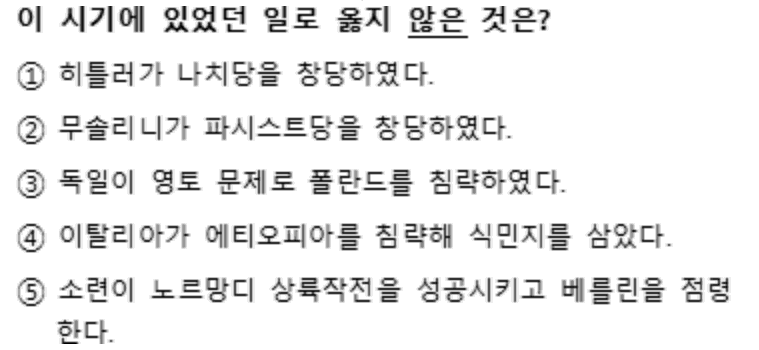 이 시기에 있었던 일로 옳지 않은 것은?
① 히틀러가 나치당을 창당하였다.
② 무솔리니가 파시스트당을 창당하였다.
③ 독일이 영토 문제로 폴란드를 침략하였다.
④ 이탈리아가 에티오피아를 침략해 식민지를 삼았다.
⑤ 소련이 노르망디 상륙작전을 성공시키고 베를린을 점령
한다.